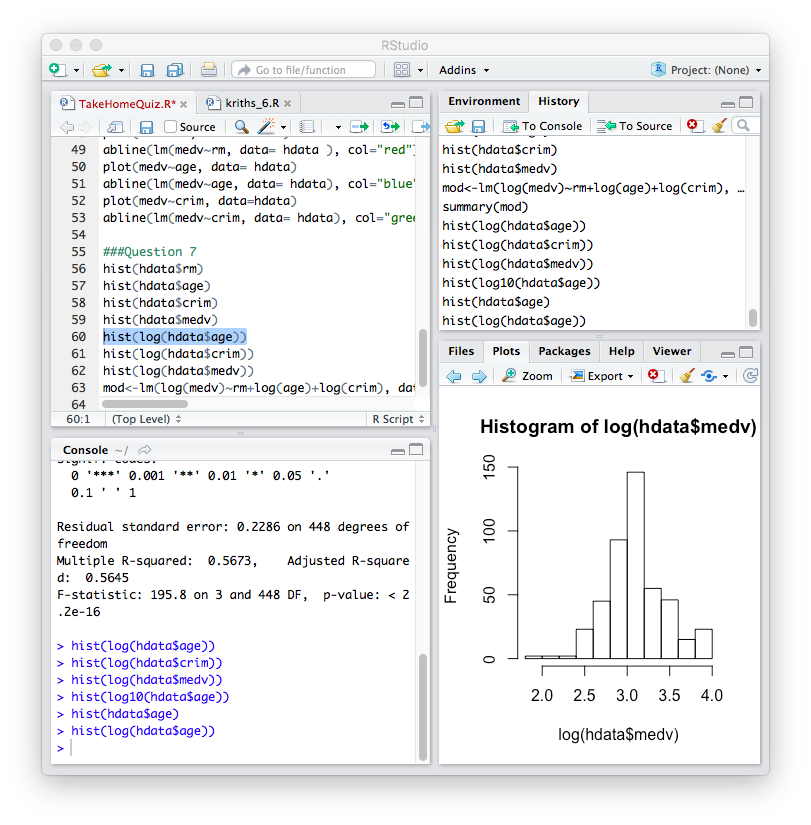 RStudio
Go to file/function
Addins
Project: (None)
TakeHomeQuiz.R*
kriths_6.R
Source
49 abline(lm(medv~rm, data= hdata ), col="red")
50 plot(medv~age, data= hdata)
51 abline(lm(medv~age, data= hdata), col="blue"
52 plot(medv~crim, data=hdata)
53 abline(lm(medv~crim, data= hdata), col="gree
54
55 ###Question 7
56 hist(hdata$rm)
57 hist(hdata$age)
58 hist(hdata$crim)
59 hist(hdata$medv)
60 hist(log(hdata$age))
61 hist(log(hdata$crim))
62 hist(log(hdata$medv))
63 mod<-lm(log(medv)~rm+log(age)+log(crim), dat
64
60:1 (Top Level) R Script
Console ~/
0 '***' 0.001 '**' 0.01 '*' 0.05 '.'
0.1 ' ' 1
Residual standard error: 0.2286 on 448 degrees of
freedom
Multiple R-squared:  0.5673,    Adjusted R-square
d:  0.5645
F-statistic: 195.8 on 3 and 448 DF,  p-value: < 2
.2e-16
> hist(log(hdata$age))
> hist(log(hdata$crim))
> hist(log(hdata$medv))
> hist(log10(hdata$age))
> hist(hdata$age)
> hist(log(hdata$age))
>
Environment History
To Console To Source
hist(hdata$crim)
hist(hdata$medv)
mod<-lm(log(medv)~rm+log(age)+log(crim), …
summary(mod)
hist(log(hdata$age))
hist(log(hdata$crim))
hist(log(hdata$medv))
hist(log10(hdata$age))
hist(hdata$age)
hist(log(hdata$age))
Files Plots Packages Help Viewer
Zoom Export
Histogram of log(hdata$medv)
Frequency
150
100
50
0
2.0 2.5 3.0 3.5 4.0
log(hdata$medv)